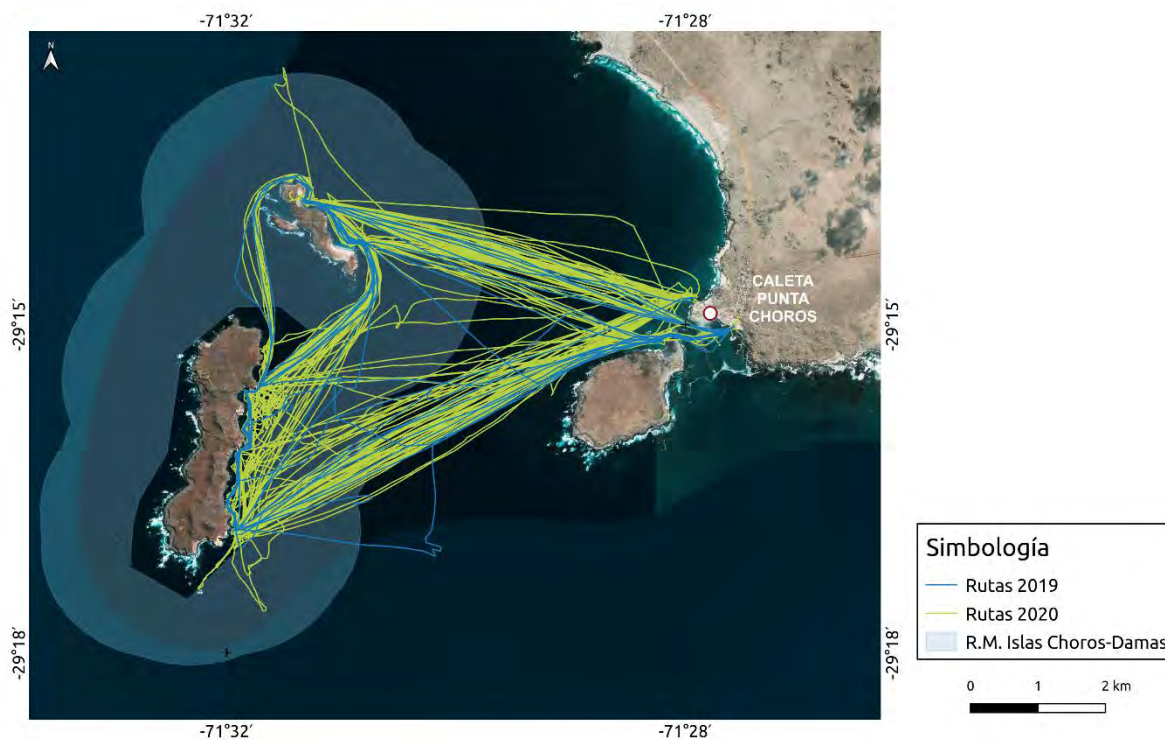 -71°32′
-71°28′
N
CALETA
PUNTA
CHOROS
-29°15′
-29°15′
-29°18′
-29°18′
Simbología
Rutas 2019
Rutas 2020
R.M. Islas Choros-Damas
0 1 2 km
-71°32′
-71°28′